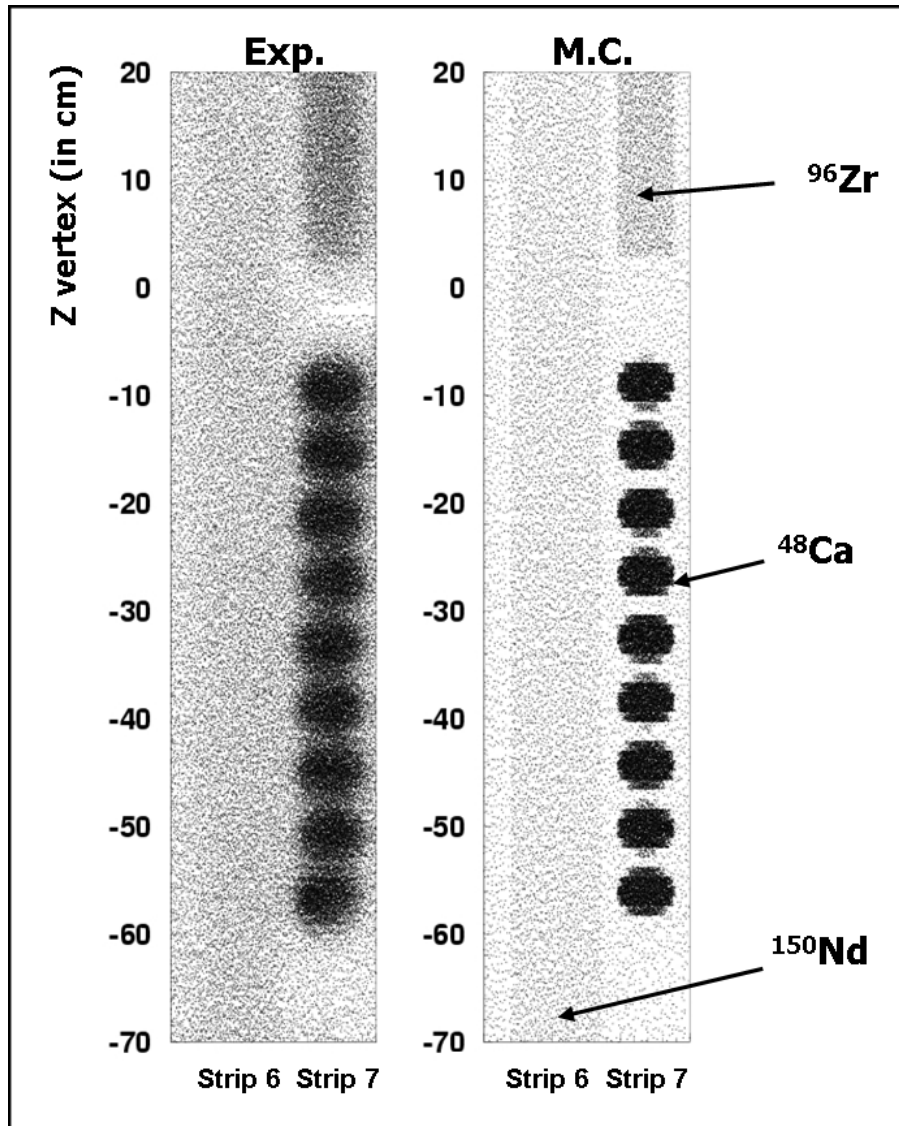 Exp. M.C.
Z vertex (in cm)
20 20
10 10
⁹⁶Zr
0 0
-10 -10
-20 -20
⁴⁸Ca
-30 -30
-40 -40
-50 -50
-60 -60
¹⁵⁰Nd
-70 -70
Strip 6 Strip 7 Strip 6 Strip 7